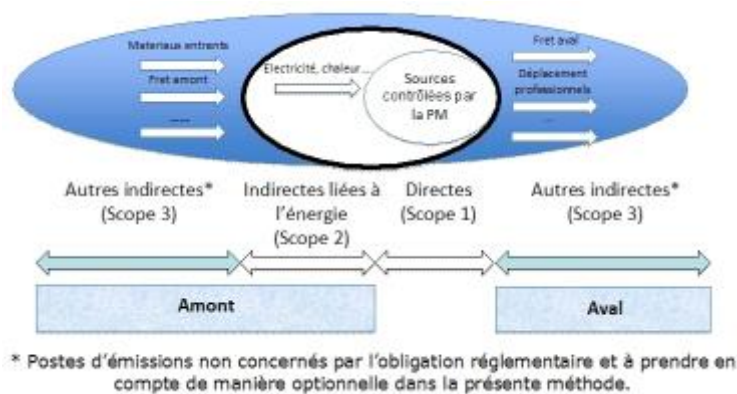 Materiaux entrants
Fret amont
......
Electricité, chaleur...
Sources
contrôlées par
la PM
Fret aval
Déplacement
professionnels
...
Autres indirectes*
(Scope 3)
Indirectes liées à
l'énergie
(Scope 2)
Directes
(Scope 1)
Autres indirectes*
(Scope 3)
Amont
Aval
* Postes d'émissions non concernés par l'obligation réglementaire et à prendre en
compte de manière optionnelle dans la présente méthode.